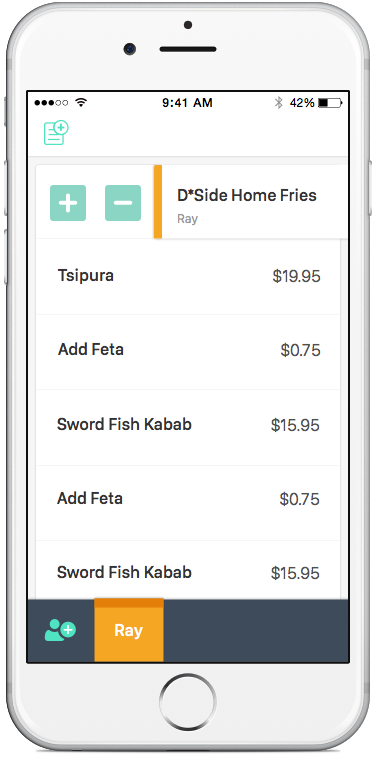 9:41 AM 42%
D*Side Home Fries
Ray
Tsipura $19.95
Add Feta $0.75
Sword Fish Kabab $15.95
Add Feta $0.75
Sword Fish Kabab $15.95
Ray